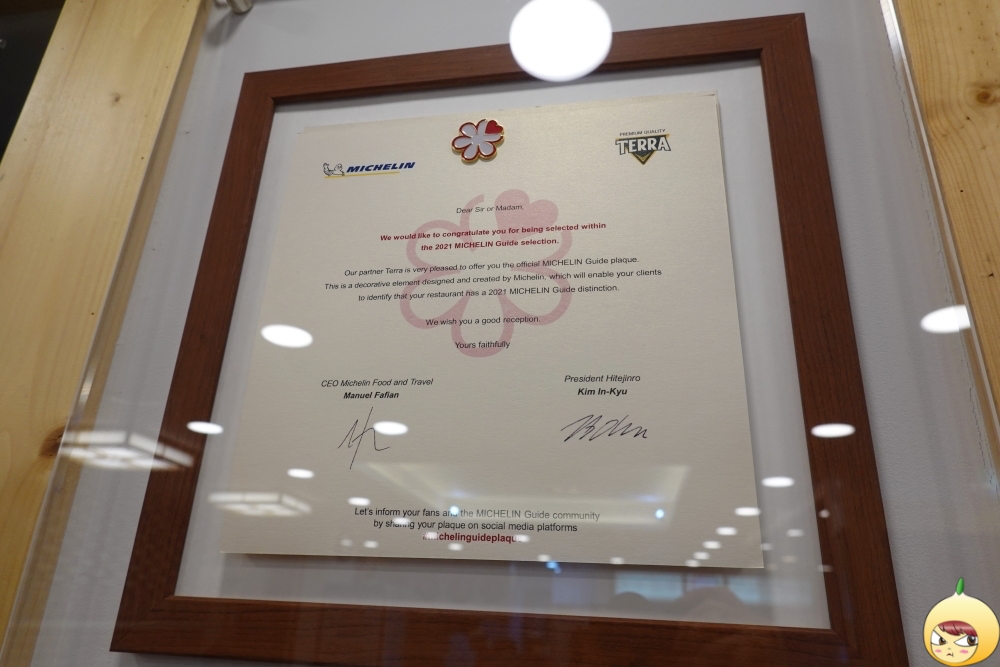 MICHELIN
PREMIUM QUALITY
TERRA
Dear Sir or Madam,
We would like to congratulate you for being selected within
the 2021 MICHELIN Guide selection.
Our partner Terra is very pleased to offer you the official MICHELIN Guide plaque.
This is a decorative element designed and created by Michelin, which will enable your clients
to identify that your restaurant has a 2021 MICHELIN Guide distinction.
We wish you a good reception.
Yours faithfully
CEO Michelin Food and Travel
Manuel Fafian
President Hitejinro
Kim In-Kyu
Let's inform your fans and the MICHELIN Guide community
by sharing your plaque on social media platforms